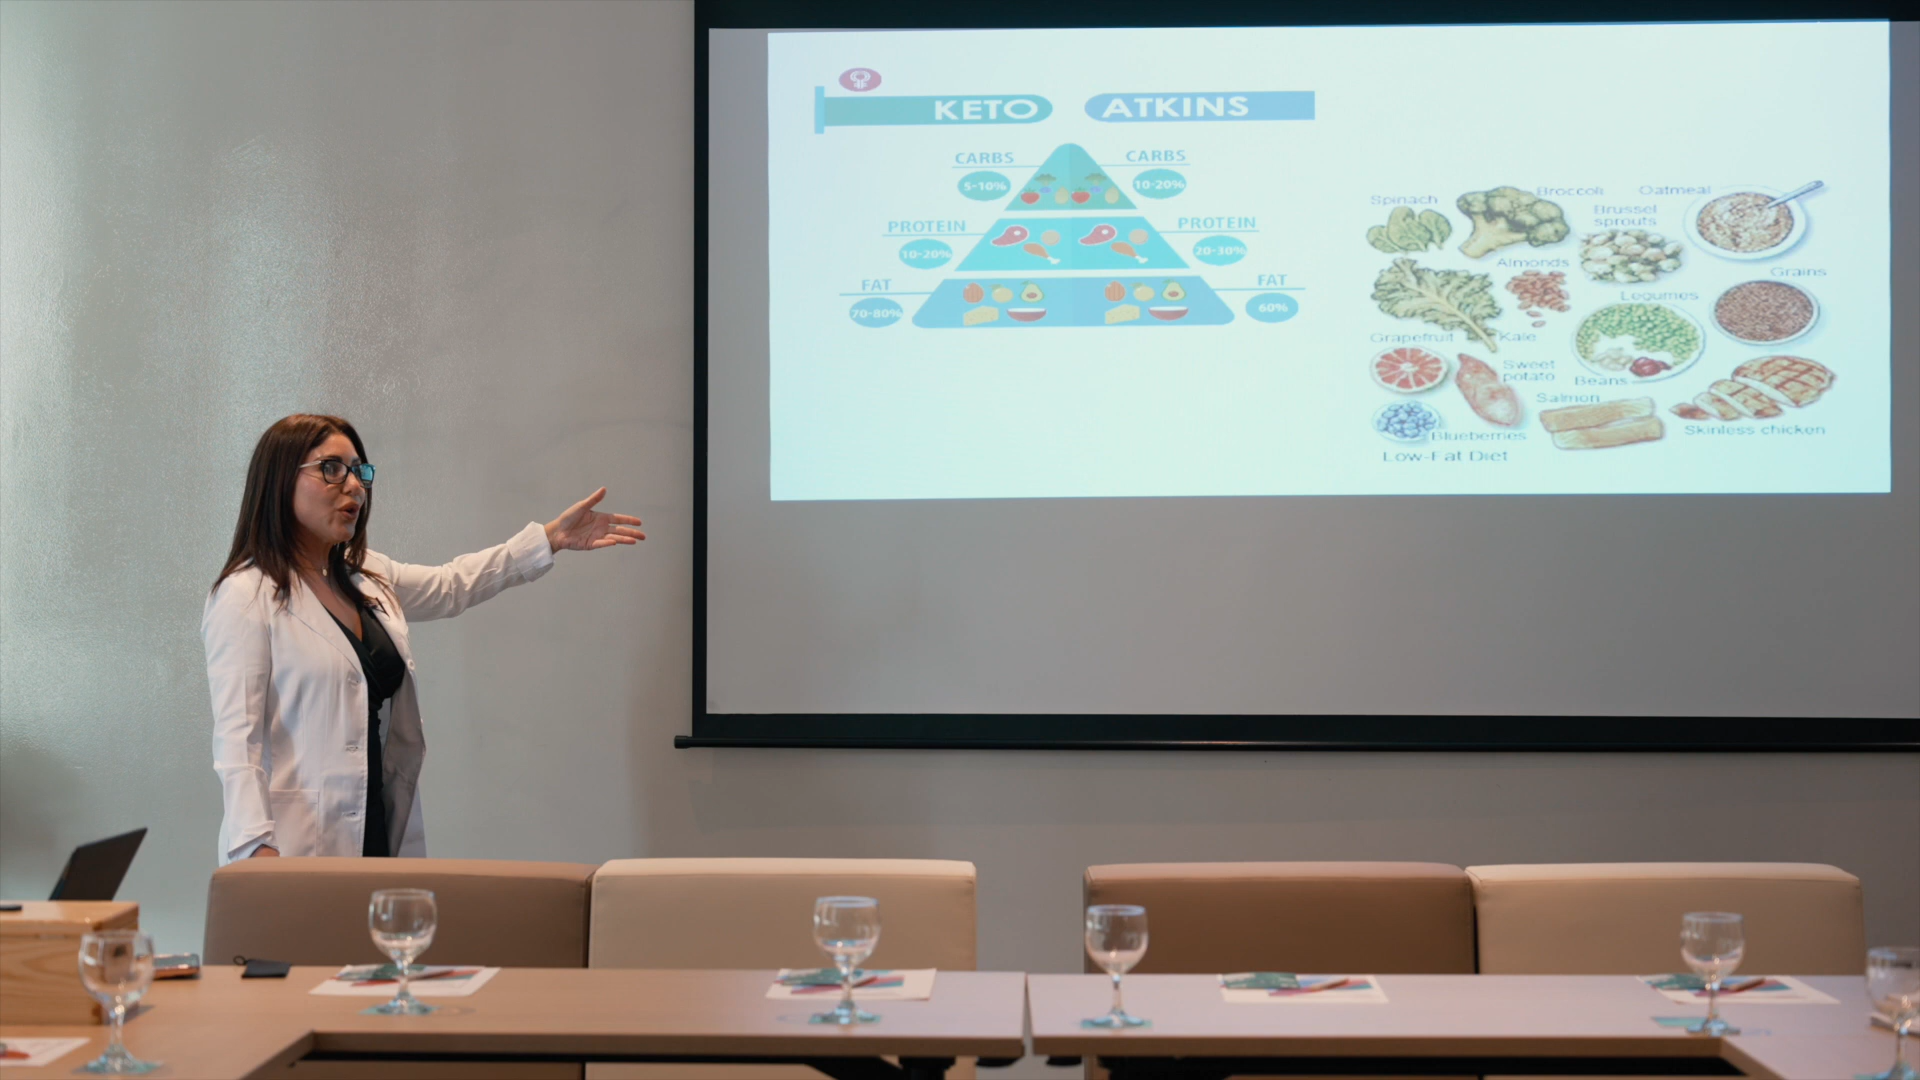 KETO ATKINS
CARBS CARBS
5-10% 10-20%
PROTEIN PROTEIN
10-20% 20-30%
FAT FAT
70-80% 60%
Spinach
Broccoli
Oatmeal
Brussel
sprouts
Almonds
Grains
Legumes
Grapefruit
Kale
Sweet
potato
Beans
Salmon
Blueberries
Skinless chicken
Low-Fat Diet